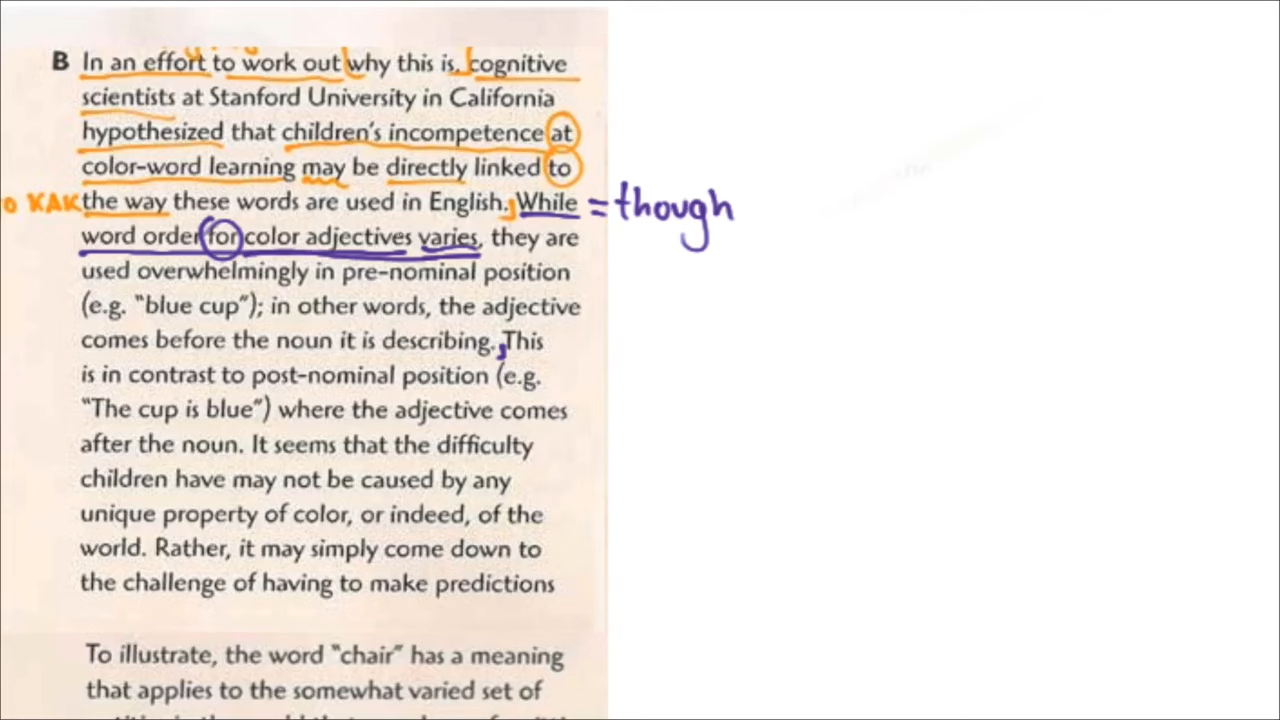 B In an effort to work out why this is, cognitive
scientists at Stanford University in California
hypothesized that children's incompetence at
color-word learning may be directly linked to
КАК the way these words are used in English. While = though
word order for color adjectives varies, they are
used overwhelmingly in pre-nominal position
(e.g. "blue cup"); in other words, the adjective
comes before the noun it is describing. This
is in contrast to post-nominal position (e.g.
"The cup is blue") where the adjective comes
after the noun. It seems that the difficulty
children have may not be caused by any
unique property of color, or indeed, of the
world. Rather, it may simply come down to
the challenge of having to make predictions
To illustrate, the word "chair" has a meaning
that applies to the somewhat varied set of